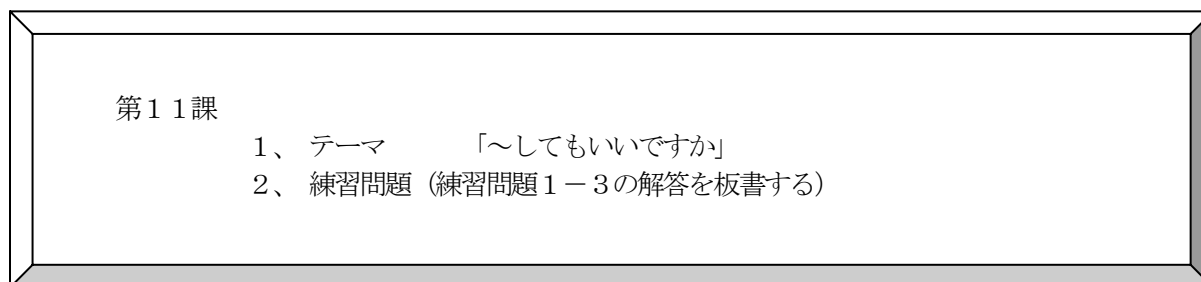 第１１課
１、 テーマ　　「～してもいいですか」
２、 練習問題（練習問題１－３の解答を板書する）